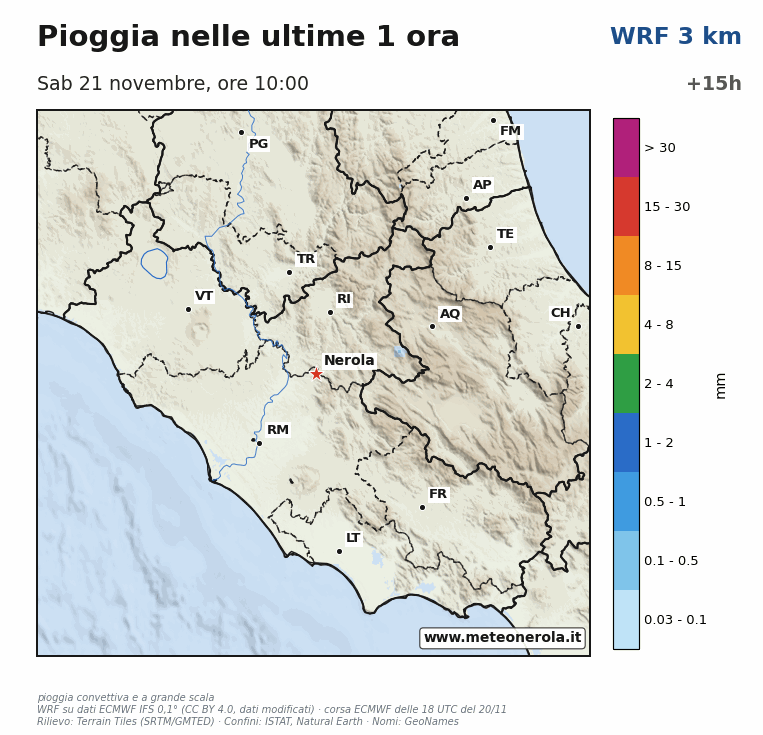 Pioggia nelle ultime 1 ora
WRF 3 km
Sab 21 novembre, ore 10:00
+15h
FM
PG
AP
TE
TR
VT
RI
AQ
CH
Nerola
RM
FR
LT
www.meteonerola.it
> 30
15 - 30
8 - 15
4 - 8
2 - 4
1 - 2
0.5 - 1
0.1 - 0.5
0.03 - 0.1
mm
pioggia convettiva e a grande scala
WRF su dati ECMWF IFS 0,1° (CC BY 4.0, dati modificati) · corsa ECMWF delle 18 UTC del 20/11
Rilievo: Terrain Tiles (SRTM/GMTED) · Confini: ISTAT, Natural Earth · Nomi: GeoNames